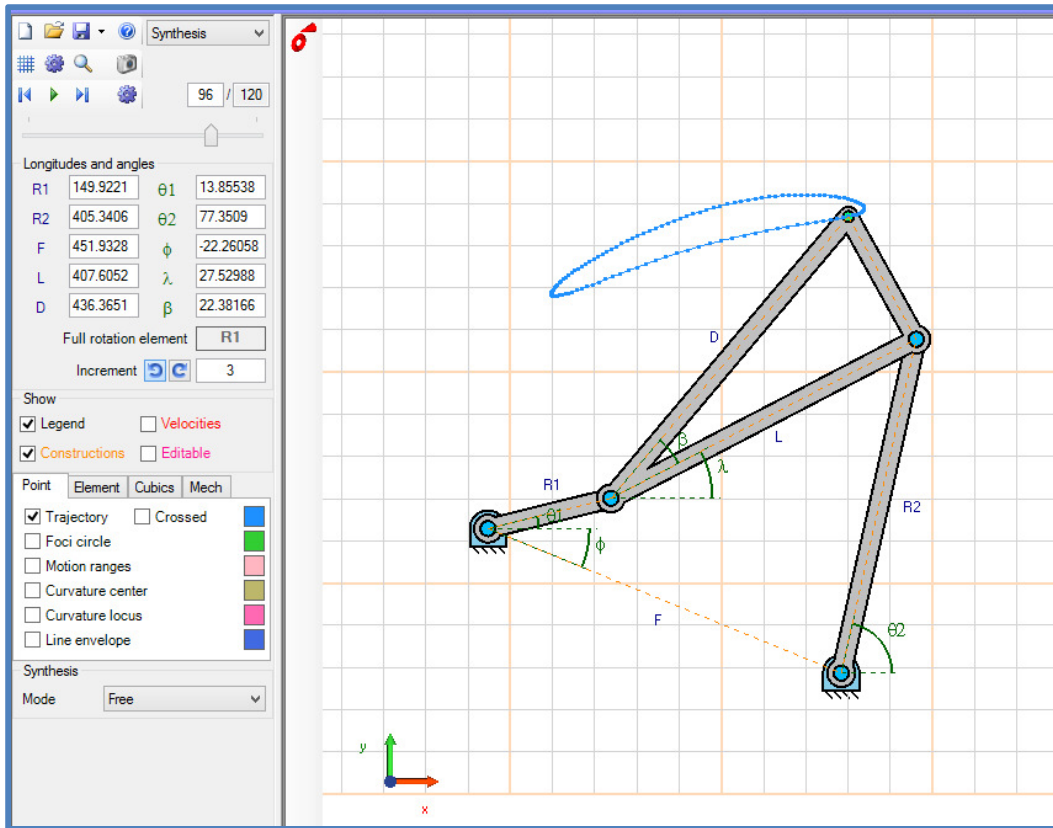 Synthesis
96 / 120
Longitudes and angles
R1 149.9221 θ1 13.85538
R2 405.3406 θ2 77.3509
F 451.9328 ϕ -22.26058
L 407.6052 λ 27.52988
D 436.3651 β 22.38166
Full rotation element R1
Increment 3
Show
Legend Velocities
Constructions Editable
Point Element Cubics Mech
Trajectory Crossed
Foci circle
Motion ranges
Curvature center
Curvature locus
Line envelope
Synthesis
Mode Free
D
β
L
λ
R1
θ1
R2
ϕ
F
θ2
y
x